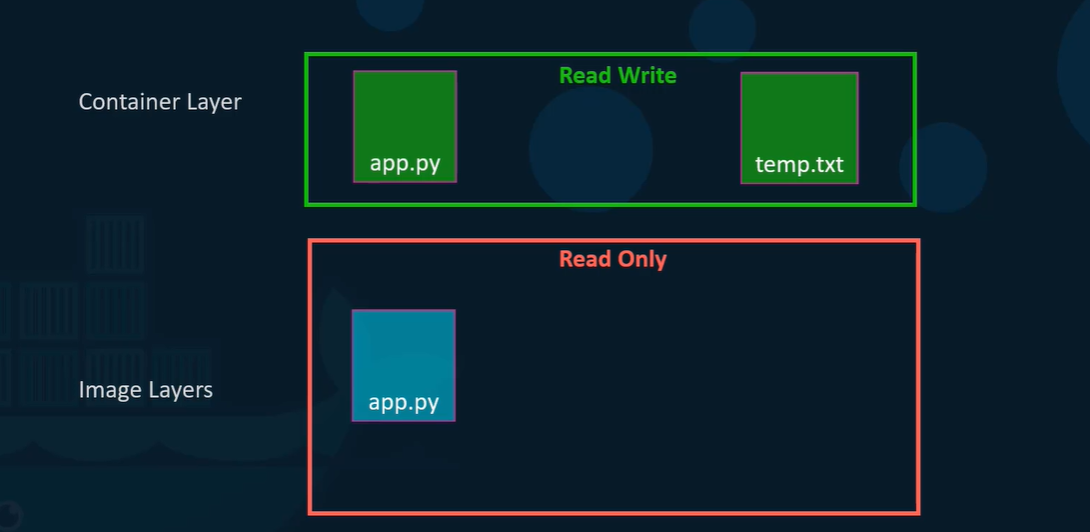 Container Layer
Read Write
app.py
temp.txt
Read Only
Image Layers
app.py